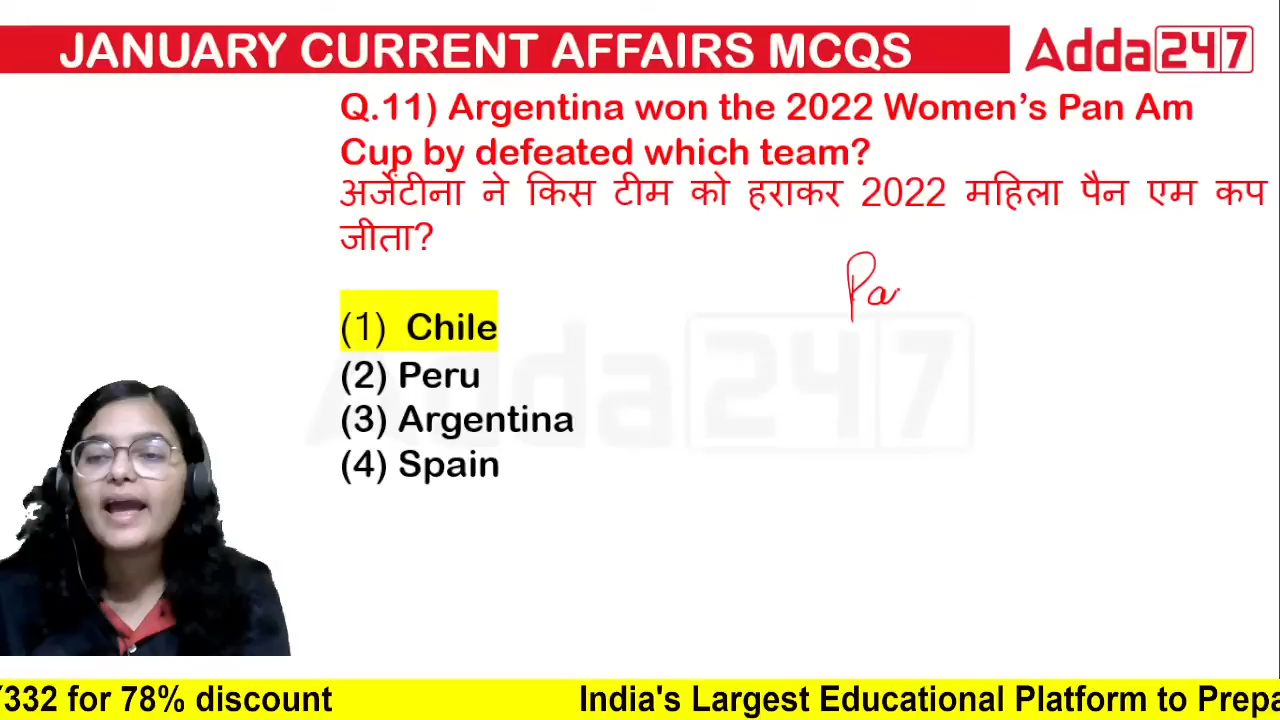 JANUARY CURRENT AFFAIRS MCQS
Adda247
Q.11) Argentina won the 2022 Women's Pan Am
Cup by defeated which team?
अर्जेंटीना ने किस टीम को हराकर 2022 महिला पैन एम कप
जीता?
Pa
(1) Chile
(2) Peru
(3) Argentina
(4) Spain
Adda247
332 for 78% discount
India's Largest Educational Platform to Prepa